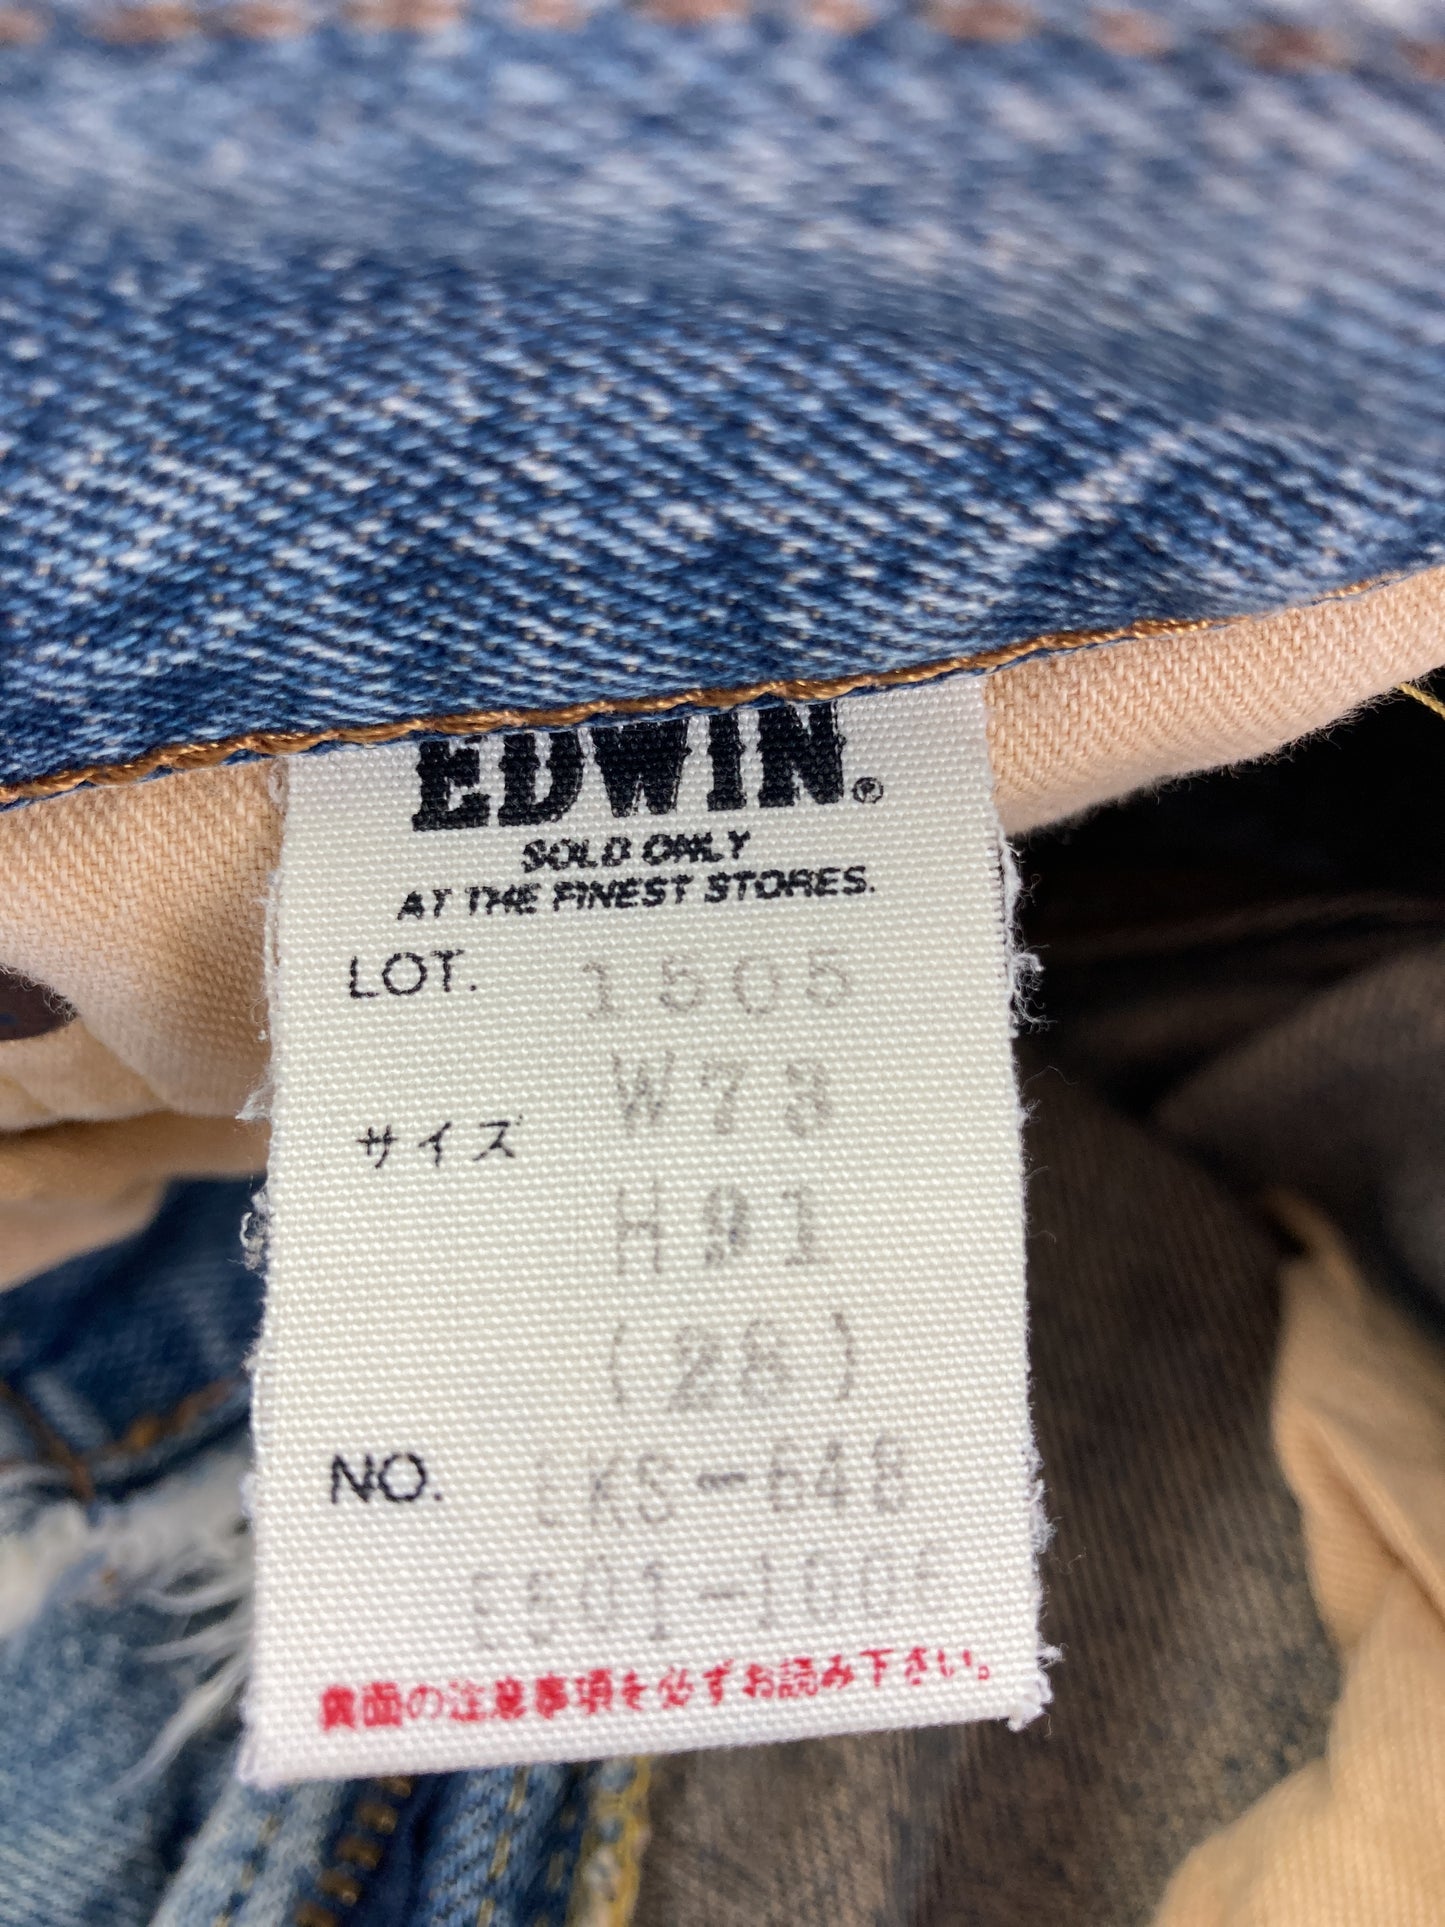 EDWIN®
SOLD ONLY
AT THE FINEST STORES.
LOT. 1505
W73
サイズ
H91
(28)
NO.
裏面の注意事項を必ずお読み下さい。